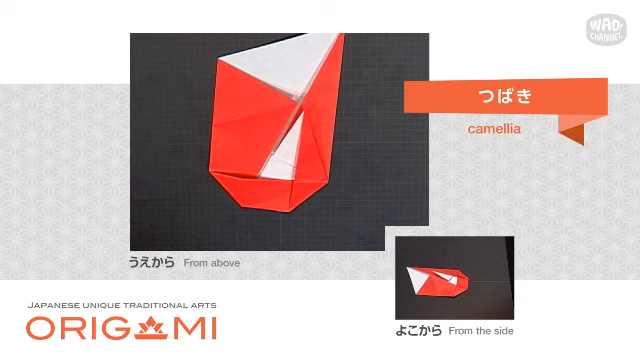 WAD!
CHANNEL
つばき
camellia
うえから From above
よこから From the side
JAPANESE UNIQUE TRADITIONAL ARTS
ORIGAMI